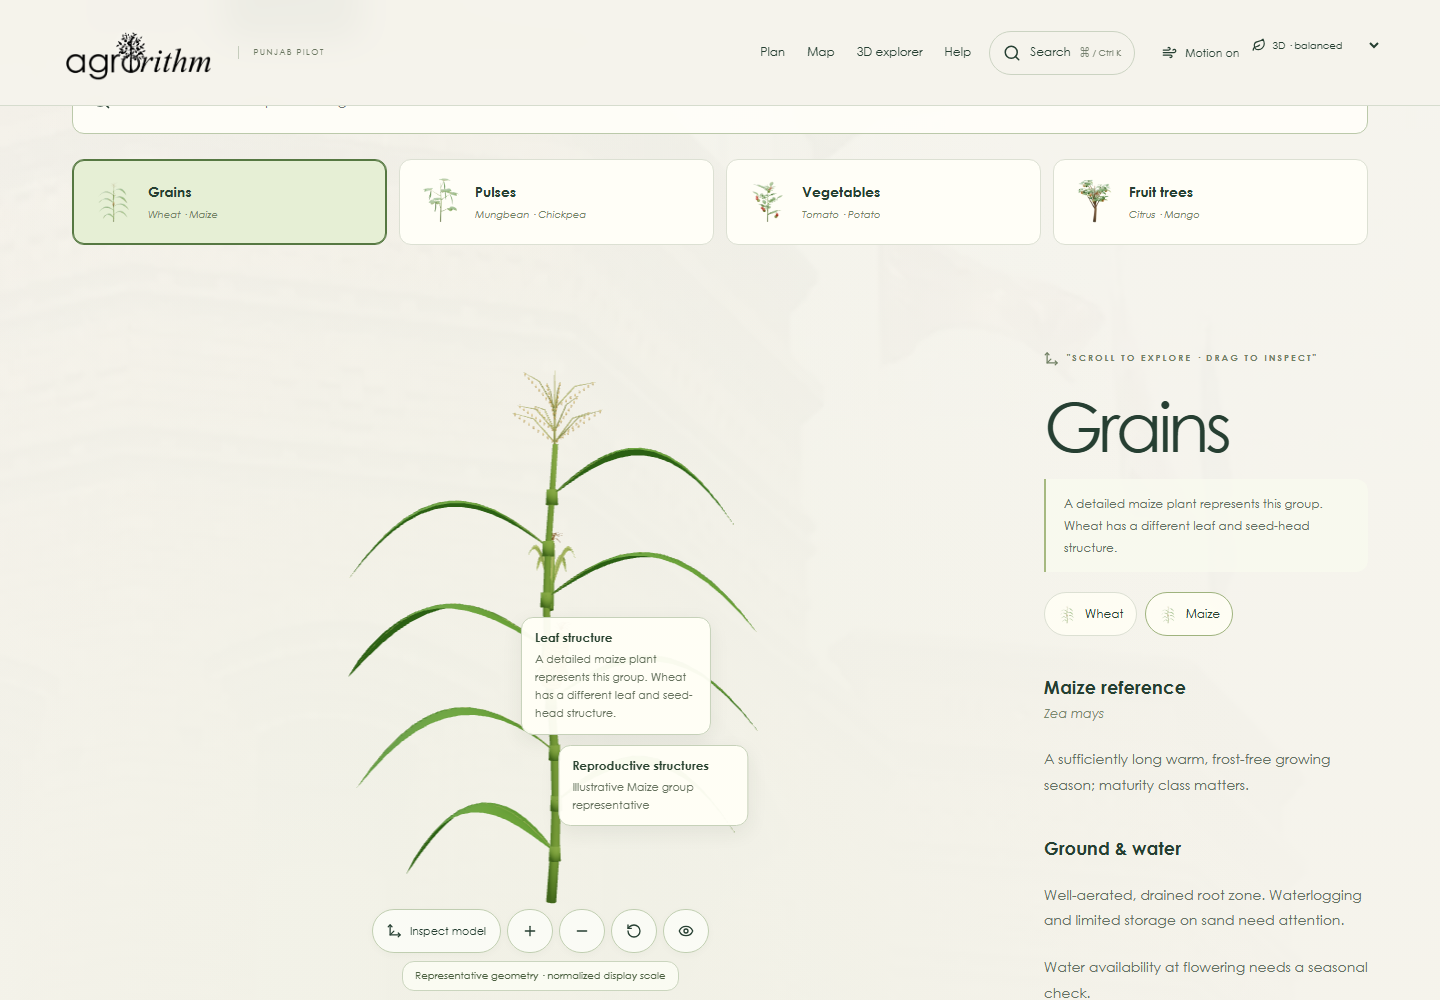 agrorithm
PUNJAB PILOT
Plan
Map
3D explorer
Help
Search ⌘ / Ctrl K
Motion on
3D · balanced
Grains
Wheat · Maize
Pulses
Mungbean · Chickpea
Vegetables
Tomato · Potato
Fruit trees
Citrus · Mango
"SCROLL TO EXPLORE · DRAG TO INSPECT"
Grains
A detailed maize plant represents this group.
Wheat has a different leaf and seed-head
structure.
Wheat
Maize
Leaf structure
A detailed maize plant
represents this group. Wheat
has a different leaf and seed-
head structure.
Reproductive structures
Illustrative Maize group
representative
Maize reference
Zea mays
A sufficiently long warm, frost-free growing
season; maturity class matters.
Ground & water
Well-aerated, drained root zone. Waterlogging
and limited storage on sand need attention.
Water availability at flowering needs a seasonal
check.
Inspect model
Representative geometry · normalized display scale